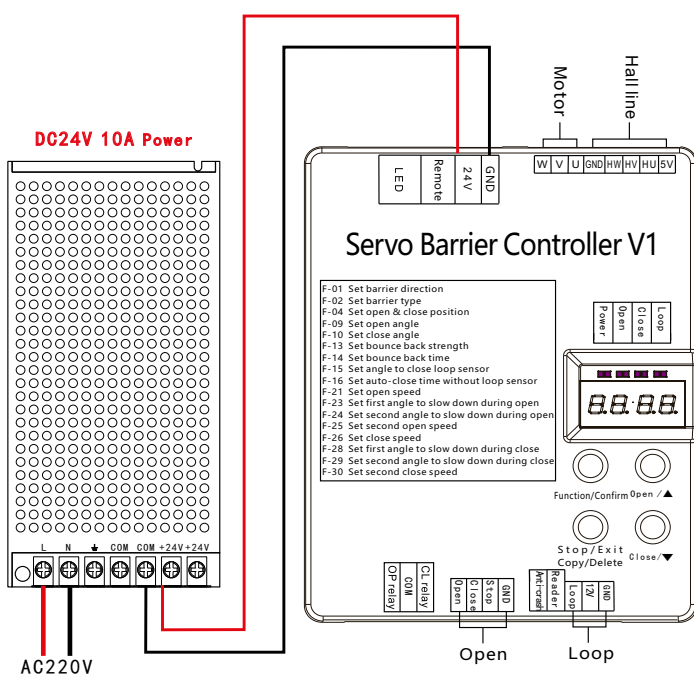 Motor
Hall line
DC24V 10A Power
LED
Remote
24V
GND
W V U GND HW HV HU 5V
Servo Barrier Controller V1
F-01 Set barrier direction
F-02 Set barrier type
F-04 Set open & close position
F-09 Set open angle
F-10 Set close angle
F-13 Set bounce back strength
F-14 Set bounce back time
F-15 Set angle to close loop sensor
F-16 Set auto-close time without loop sensor
F-21 Set open speed
F-23 Set first angle to slow down during open
F-24 Set second angle to slow down during open
F-25 Set second open speed
F-26 Set close speed
F-28 Set first angle to slow down during close
F-29 Set second angle to slow down during close
F-30 Set second close speed
Power
Open
Close
Loop
8.8.:8.8.
Function/Confirm
Open /▲
Stop/Exit
Copy/Delete
Close/▼
L N ⏚ COM COM +24V +24V
OP relay
COM
CL relay
Open
Close
Stop
GND
Anti-crash
Reader
Loop
12V
GND
Open
Loop
AC220V